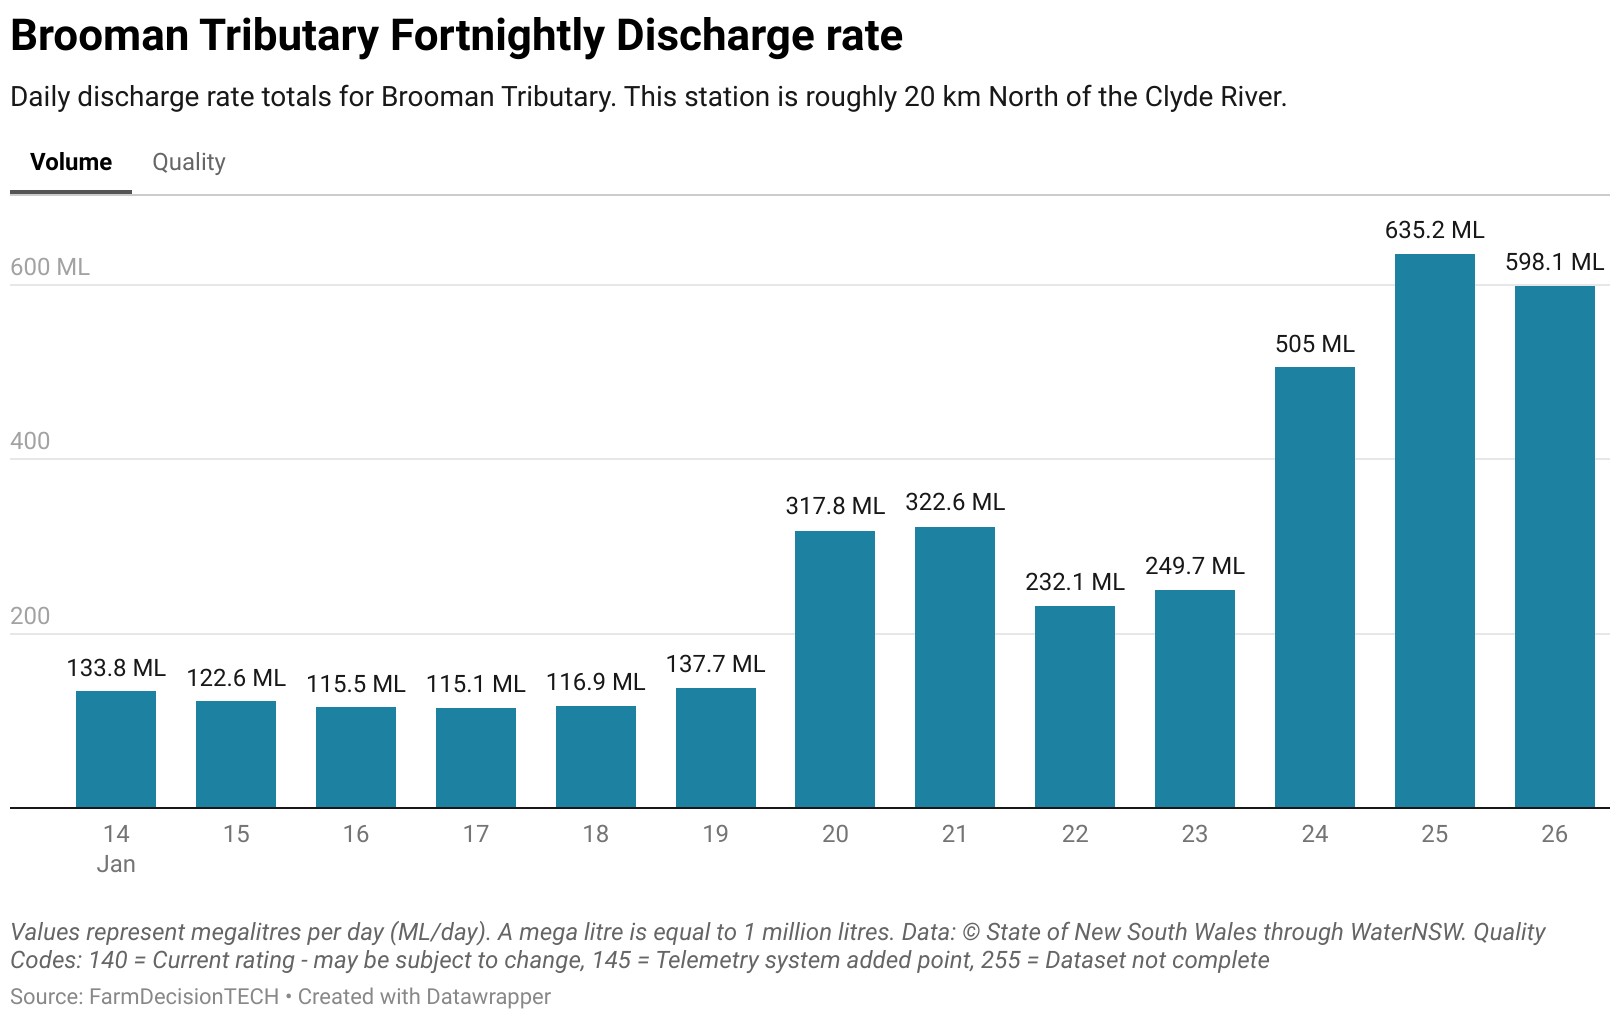 Brooman Tributary Fortnightly Discharge rate
Daily discharge rate totals for Brooman Tributary. This station is roughly 20 km North of the Clyde River.
Volume Quality
635.2 ML
600 ML 598.1 ML
505 ML
400
317.8 ML 322.6 ML
232.1 ML 249.7 ML
200
133.8 ML 122.6 ML 115.5 ML 115.1 ML 116.9 ML 137.7 ML
14 15 16 17 18 19 20 21 22 23 24 25 26
Jan
Values represent megalitres per day (ML/day). A mega litre is equal to 1 million litres. Data: © State of New South Wales through WaterNSW. Quality
Codes: 140 = Current rating - may be subject to change, 145 = Telemetry system added point, 255 = Dataset not complete
Source: FarmDecisionTECH • Created with Datawrapper